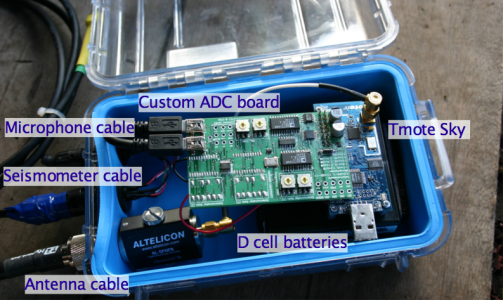 Custom ADC board
Microphone cable
Tmote Sky
Seismometer cable
ALTELICON
D cell batteries
Antenna cable